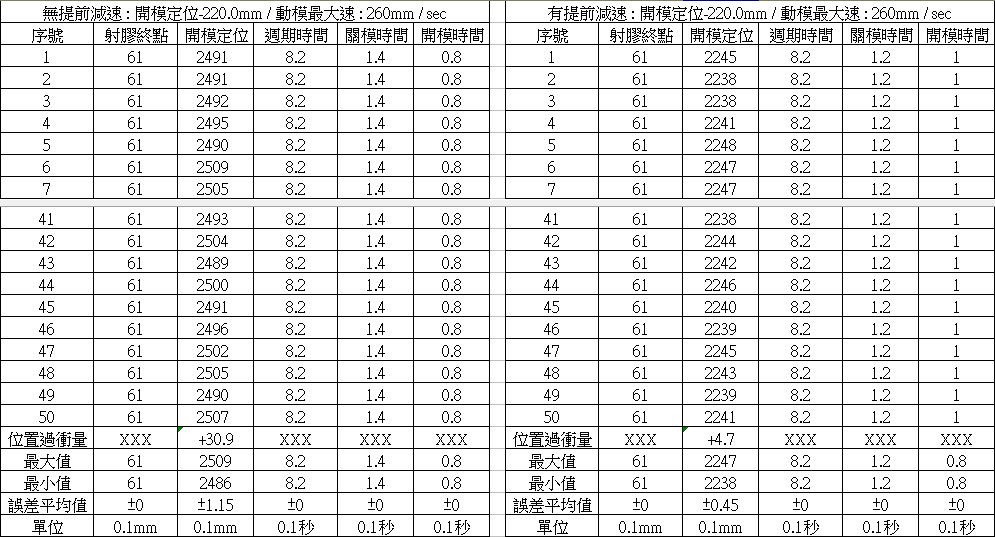 無提前減速 : 開模定位-220.0mm / 動模最大速 : 260mm / sec 有提前減速 : 開模定位-220.0mm / 動模最大速 : 260mm / sec
序號 射膠終點 開模定位 週期時間 關模時間 開模時間 序號 射膠終點 開模定位 週期時間 關模時間 開模時間
1 61 2491 8.2 1.4 0.8 1 61 2245 8.2 1.2 1
2 61 2491 8.2 1.4 0.8 2 61 2238 8.2 1.2 1
3 61 2492 8.2 1.4 0.8 3 61 2238 8.2 1.2 1
4 61 2495 8.2 1.4 0.8 4 61 2241 8.2 1.2 1
5 61 2490 8.2 1.4 0.8 5 61 2248 8.2 1.2 1
6 61 2509 8.2 1.4 0.8 6 61 2247 8.2 1.2 1
7 61 2505 8.2 1.4 0.8 7 61 2247 8.2 1.2 1
41 61 2493 8.2 1.4 0.8 41 61 2238 8.2 1.2 1
42 61 2504 8.2 1.4 0.8 42 61 2244 8.2 1.2 1
43 61 2489 8.2 1.4 0.8 43 61 2242 8.2 1.2 1
44 61 2500 8.2 1.4 0.8 44 61 2246 8.2 1.2 1
45 61 2491 8.2 1.4 0.8 45 61 2240 8.2 1.2 1
46 61 2496 8.2 1.4 0.8 46 61 2239 8.2 1.2 1
47 61 2502 8.2 1.4 0.8 47 61 2245 8.2 1.2 1
48 61 2505 8.2 1.4 0.8 48 61 2243 8.2 1.2 1
49 61 2490 8.2 1.4 0.8 49 61 2239 8.2 1.2 1
50 61 2507 8.2 1.4 0.8 50 61 2241 8.2 1.2 1
位置過衝量 XXX +30.9 XXX XXX XXX 位置過衝量 XXX +4.7 XXX XXX XXX
最大值 61 2509 8.2 1.4 0.8 最大值 61 2247 8.2 1.2 0.8
最小值 61 2486 8.2 1.4 0.8 最小值 61 2238 8.2 1.2 0.8
誤差平均值 ±0 ±1.15 ±0 ±0 ±0 誤差平均值 ±0 ±0.45 ±0 ±0 ±0
單位 0.1mm 0.1mm 0.1秒 0.1秒 0.1秒 單位 0.1mm 0.1mm 0.1秒 0.1秒 0.1秒